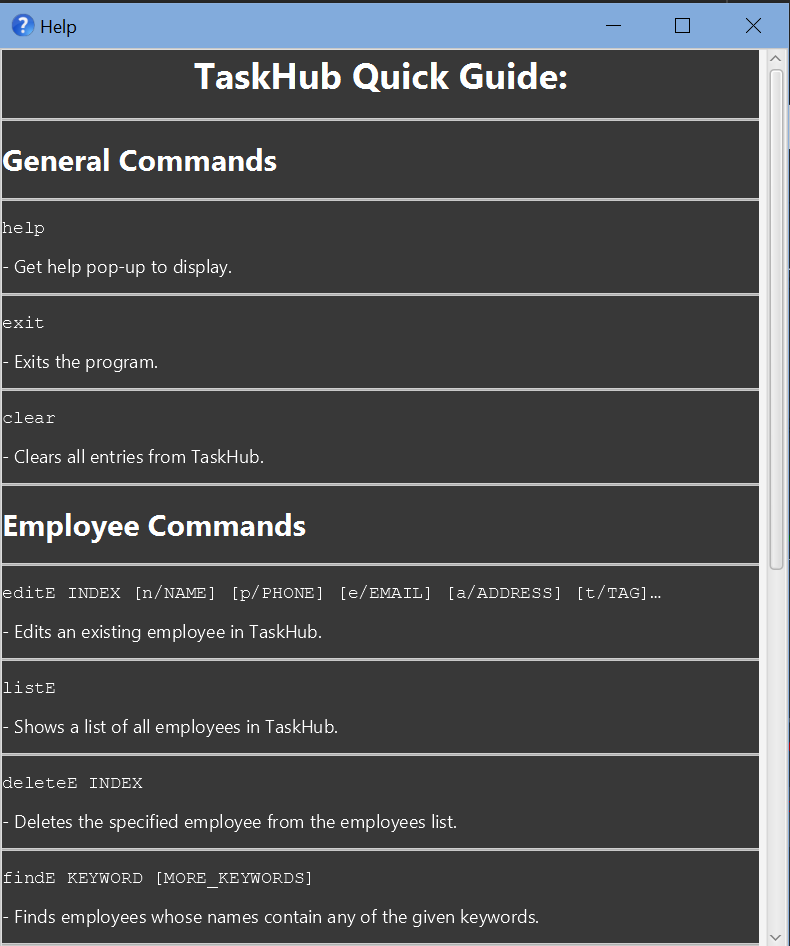 Help
TaskHub Quick Guide:
General Commands
help
- Get help pop-up to display.
exit
- Exits the program.
clear
- Clears all entries from TaskHub.
Employee Commands
editE INDEX [n/NAME] [p/PHONE] [e/EMAIL] [a/ADDRESS] [t/TAG]…
- Edits an existing employee in TaskHub.
listE
- Shows a list of all employees in TaskHub.
deleteE INDEX
- Deletes the specified employee from the employees list.
findE KEYWORD [MORE_KEYWORDS]
- Finds employees whose names contain any of the given keywords.